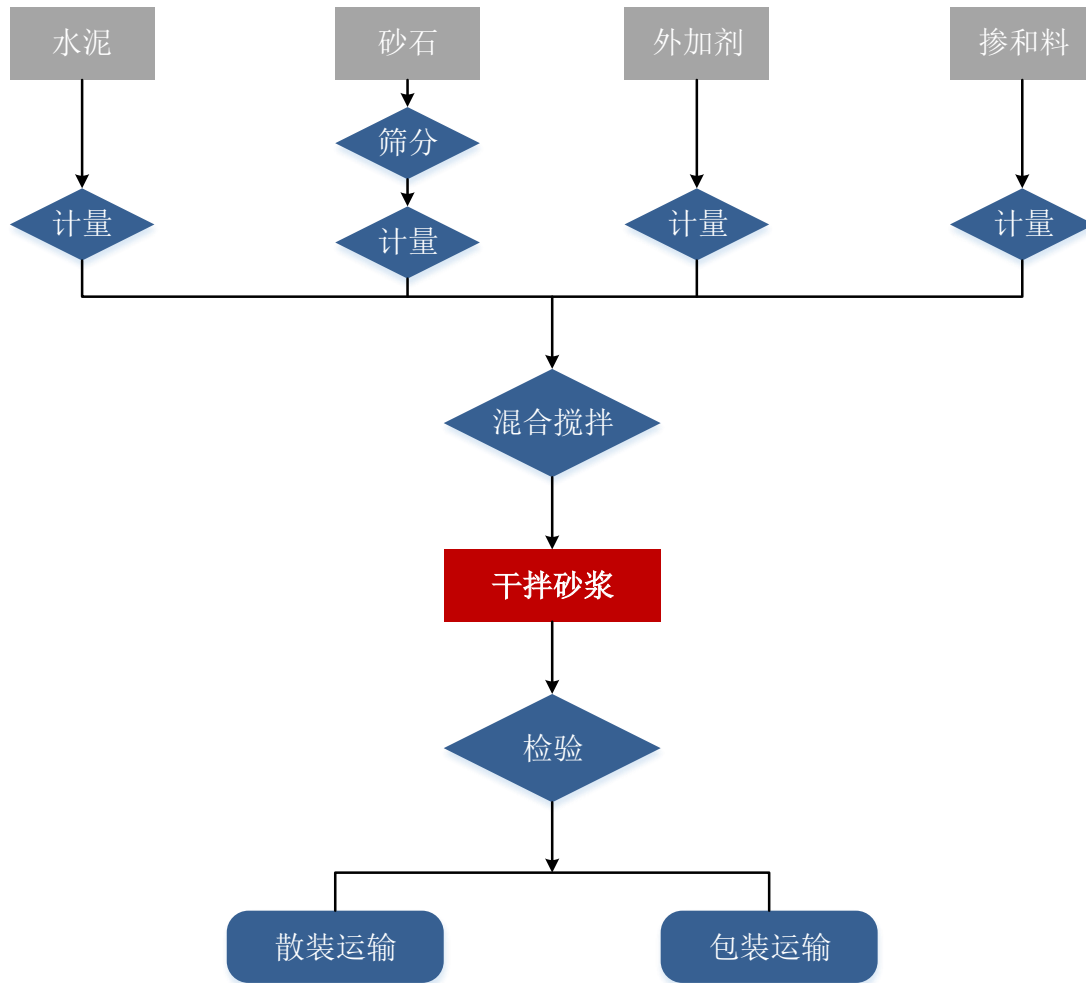 水泥
砂石
外加剂
掺和料
筛分
计量
计量
计量
计量
混合搅拌
干拌砂浆
检验
散装运输
包装运输